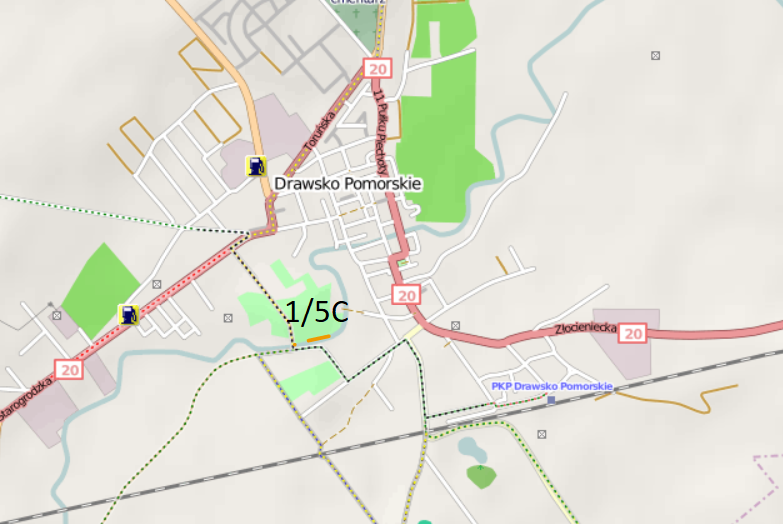 cmentarz
20
11 Pułku Piechoty
Toruńska
Drawsko Pomorskie
1/5C
20
Złocieniecka
20
20
PKP Drawsko Pomorskie
Starogrodzka